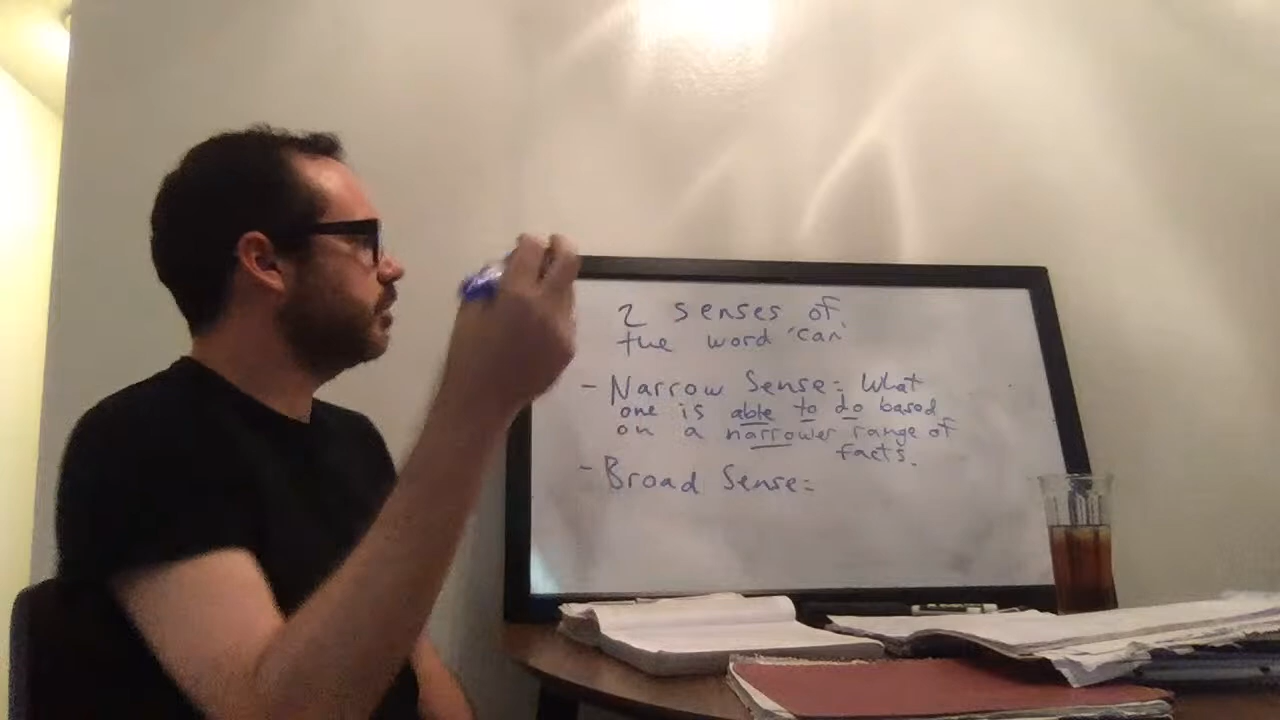 2 senses of
the word 'can'
- Narrow Sense: What
one is able to do based
on a narrower range of
facts.
- Broad Sense: